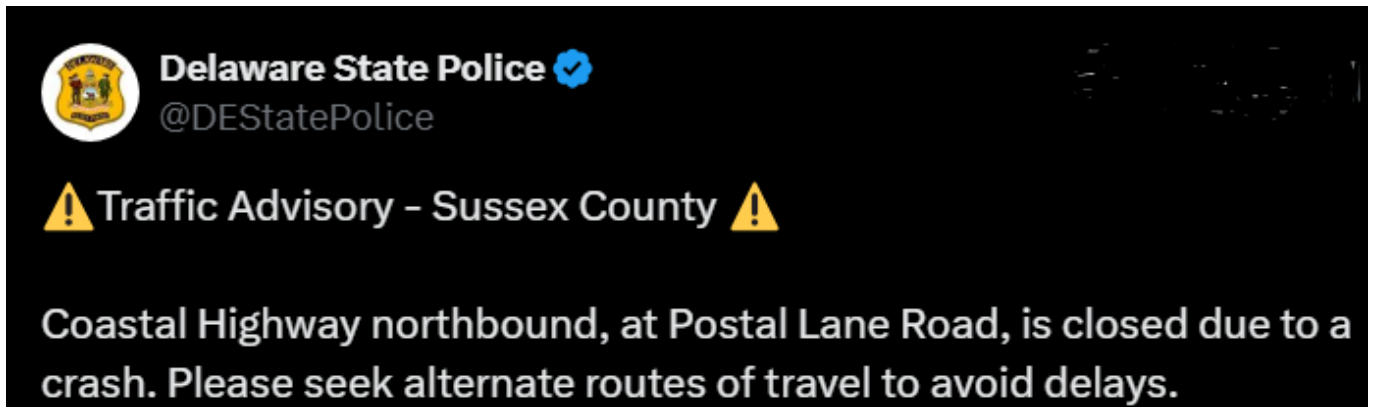 Delaware State Police
@DEStatePolice
⚠️Traffic Advisory - Sussex County ⚠️
Coastal Highway northbound, at Postal Lane Road, is closed due to a
crash. Please seek alternate routes of travel to avoid delays.